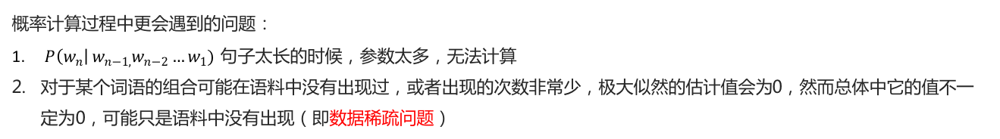 概率计算过程中更会遇到的问题：
1. P(wₙ| wₙ₋₁,wₙ₋₂ …w₁) 句子太长的时候，参数太多，无法计算
2. 对于某个词语的组合可能在语料中没有出现过，或者出现的次数非常少，极大似然的估计值会为0，然而总体中它的值不一
定为0，可能只是语料中没有出现（即数据稀疏问题）